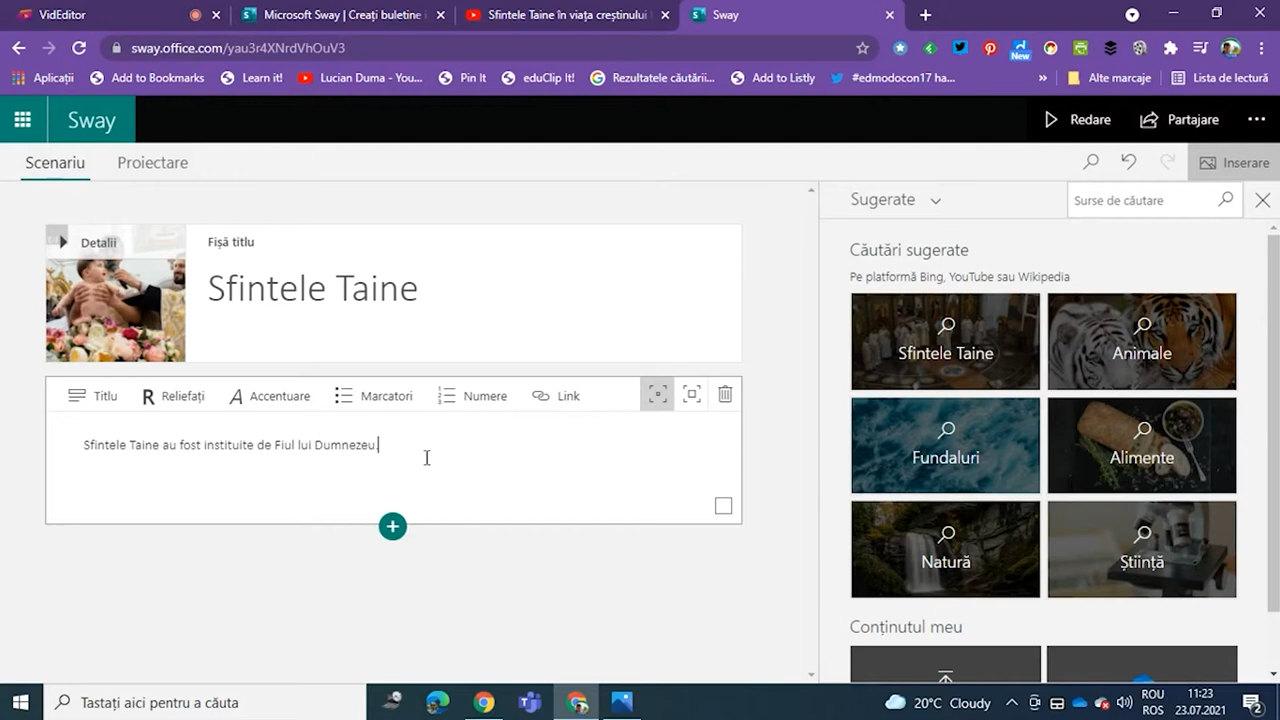 VidEditor
Microsoft Sway | Creați buletine i
Sfintele Taine în viața creștinului
Sway
sway.office.com/yau3r4XNrdVhOuV3
New
Aplicații
Add to Bookmarks
Learn it!
Lucian Duma - You...
Pin It
eduClip It!
Rezultatele căutării...
Add to Listly
#edmodocon17 ha...
»
Alte marcaje
Lista de lectură
Sway
Redare
Partajare
Scenariu
Proiectare
Inserare
Sugerate
Surse de căutare
Detalii
Fișă titlu
Sfintele Taine
Căutări sugerate
Pe platformă Bing, YouTube sau Wikipedia
Sfintele Taine
Animale
Titlu
R Reliefați
A Accentuare
Marcatori
Numere
Link
Sfintele Taine au fost instituite de Fiul lui Dumnezeu.
Fundaluri
Alimente
Natură
Știință
Conținutul meu
Tastați aici pentru a căuta
20°C Cloudy
ROU
ROS
11:23
23.07.2021
2